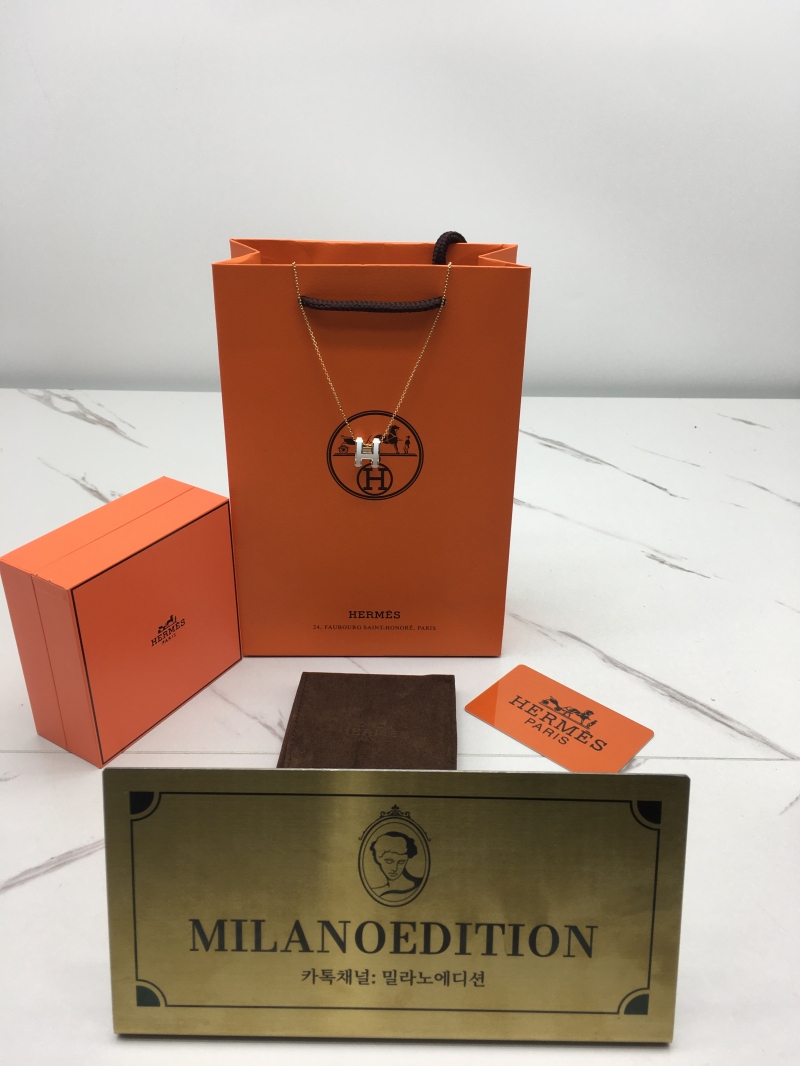 H
H
HERMÈS
24, FAUBOURG SAINT-HONORÉ, PARIS
HERMÈS
PARIS
HERMÈS
PARIS
MILANOEDITION
카톡채널: 밀라노에디션